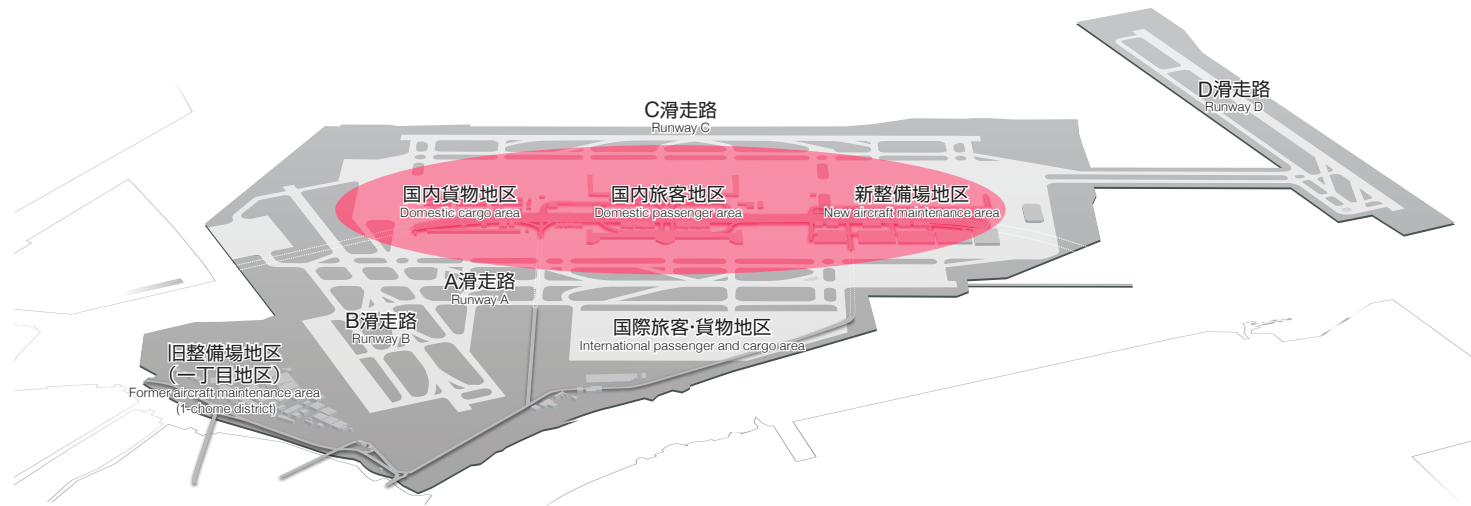 C滑走路
Runway C
D滑走路
Runway D
国内貨物地区
Domestic cargo area
国内旅客地区
Domestic passenger area
新整備場地区
New aircraft maintenance area
A滑走路
Runway A
B滑走路
Runway B
国際旅客・貨物地区
International passenger and cargo area
旧整備場地区
（一丁目地区）
Former aircraft maintenance area
(1-chome district)